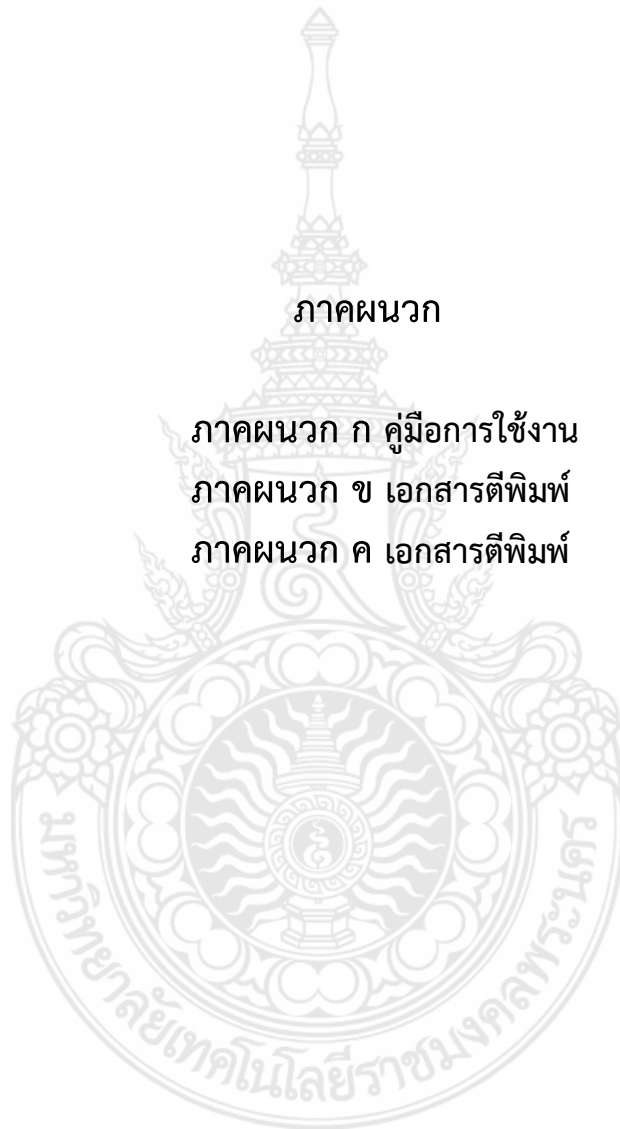 ภาคผนวก
ภาคผนวก ก คู่มือการใช้งาน
ภาคผนวก ข เอกสารตีพิมพ์
ภาคผนวก ค เอกสารตีพิมพ์
มหาวิทยาลัยเทคโนโลยีราชมงคลพระนคร